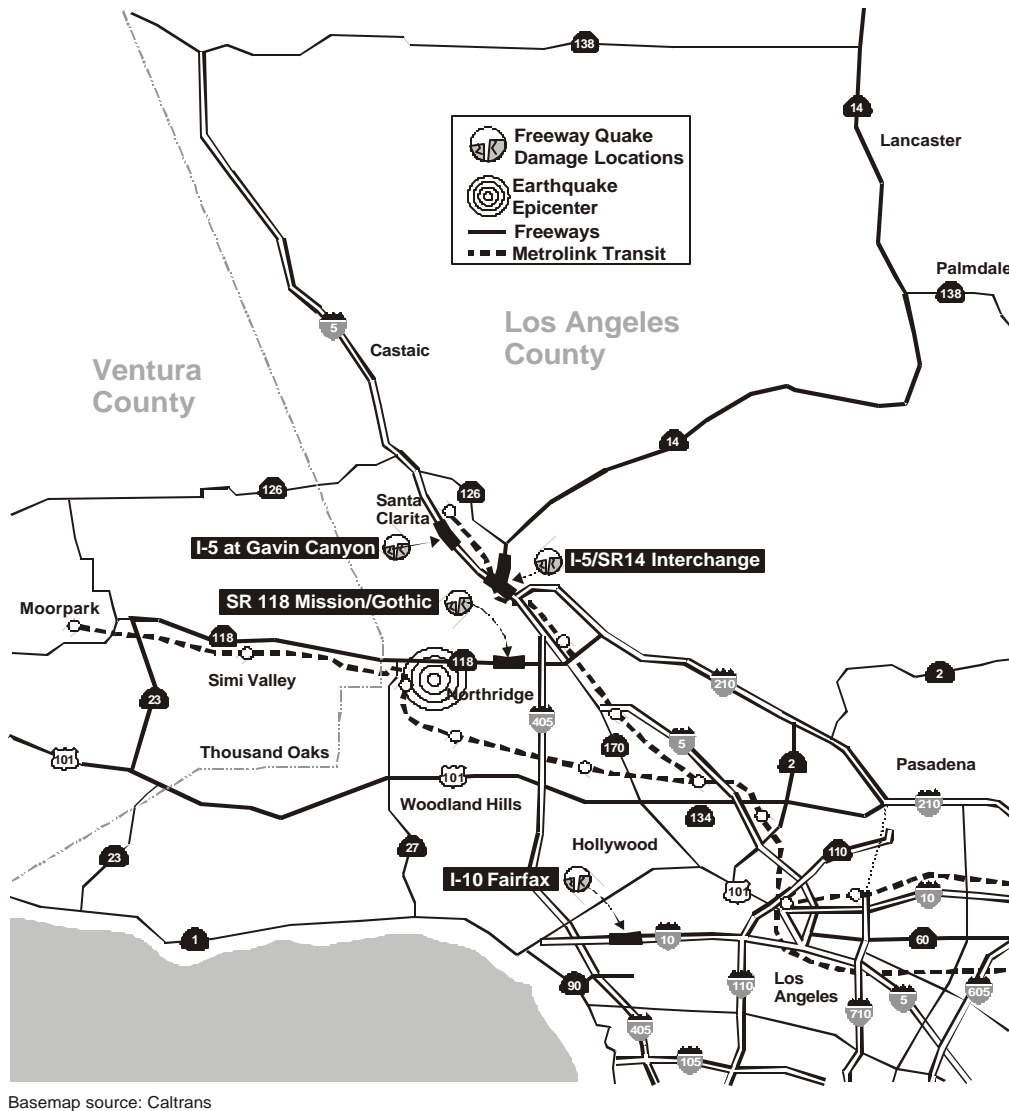 138
14
Lancaster
Freeway Quake
Damage Locations
Earthquake
Epicenter
Freeways
Metrolink Transit
Palmdale
138
5
Los Angeles
County
Castaic
Ventura
County
14
126
126
Santa
Clarita
I-5 at Gavin Canyon
I-5/SR14 Interchange
SR 118 Mission/Gothic
Moorpark
118
118
Simi Valley
Northridge
210
2
23
405
170
5
2
101
Thousand Oaks
101
Pasadena
Woodland Hills
134
210
23
27
Hollywood
110
I-10 Fairfax
101
10
1
10
60
90
110
Los
Angeles
710
5
605
405
105
Basemap source: Caltrans